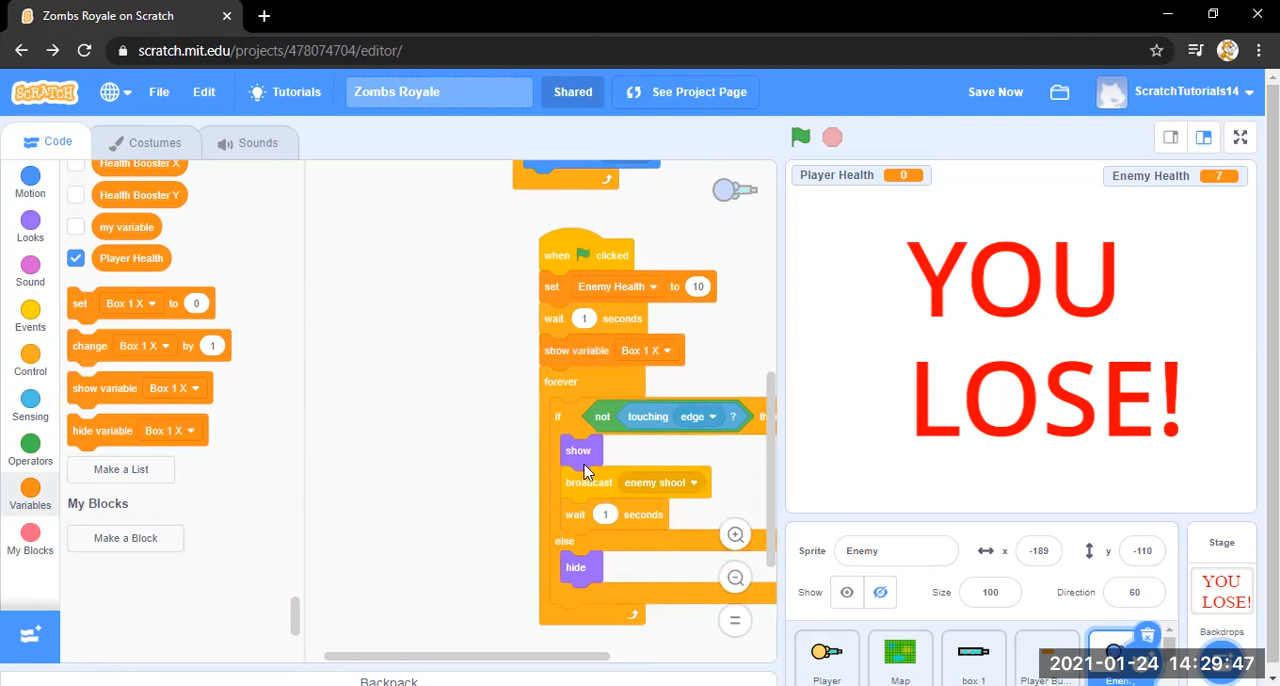 Zombs Royale on Scratch
scratch.mit.edu/projects/478074704/editor/
SCRATCH
File
Edit
Tutorials
Zombs Royale
Shared
See Project Page
Save Now
ScratchTutorials14
Code
Costumes
Sounds
Motion
Looks
Sound
Events
Control
Sensing
Operators
Variables
My Blocks
Health Booster X
Health Booster Y
my variable
Player Health
set Box 1 X to 0
change Box 1 X by 1
show variable Box 1 X
hide variable Box 1 X
Make a List
My Blocks
Make a Block
when clicked
set Enemy Health to 10
wait 1 seconds
show variable Box 1 X
forever
if not touching edge ?
show
broadcast enemy shoot
wait 1 seconds
else
hide
Backpack
Player Health 0
Enemy Health 7
YOU
LOSE!
Sprite Enemy x -189 y -110
Show Size 100 Direction 60
Player
Map
box 1
Player Bu...
Enemy
Stage
YOU
LOSE!
Backdrops
2021-01-24 14:29:47